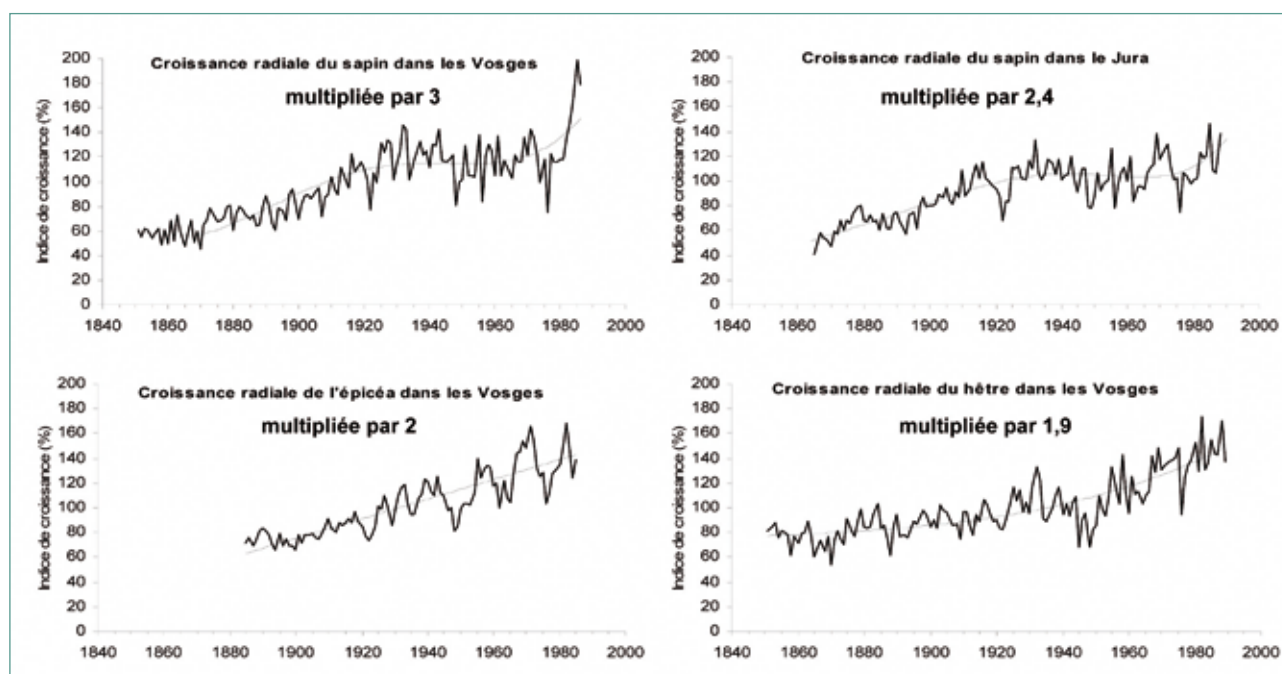 Croissance radiale du sapin dans les Vosges
multipliée par 3
Indice de croissance (%)
200
180
160
140
120
100
80
60
40
20
0
1840 1860 1880 1900 1920 1940 1960 1980 2000
Croissance radiale du sapin dans le Jura
multipliée par 2,4
Indice de croissance (%)
200
180
160
140
120
100
80
60
40
20
0
1840 1860 1880 1900 1920 1940 1960 1980 2000
Croissance radiale de l'épicéa dans les Vosges
multipliée par 2
Indice de croissance (%)
200
180
160
140
120
100
80
60
40
20
0
1840 1860 1880 1900 1920 1940 1960 1980 2000
Croissance radiale du hêtre dans les Vosges
multipliée par 1,9
Indice de croissance (%)
200
180
160
140
120
100
80
60
40
20
0
1840 1860 1880 1900 1920 1940 1960 1980 2000